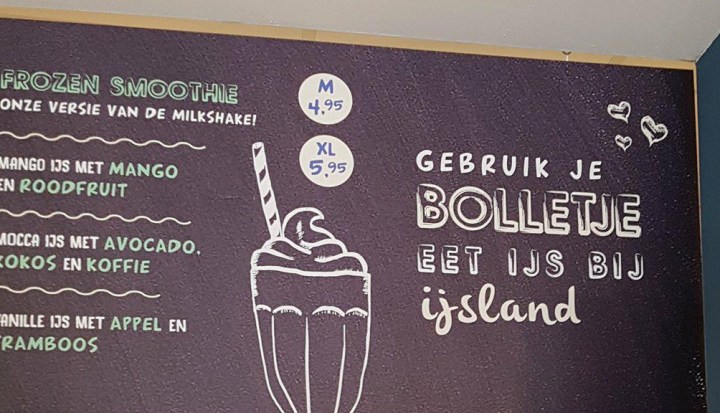 FROZEN SMOOTHIE
ONZE VERSIE VAN DE MILKSHAKE!
M
4,95
XL
5,95
MANGO IJS MET MANGO
EN ROODFRUIT
MOCCA IJS MET AVOCADO,
KOKOS EN KOFFIE
VANILLE IJS MET APPEL EN
FRAMBOOS
GEBRUIK JE
BOLLETJE
EET IJS BIJ
ijsland